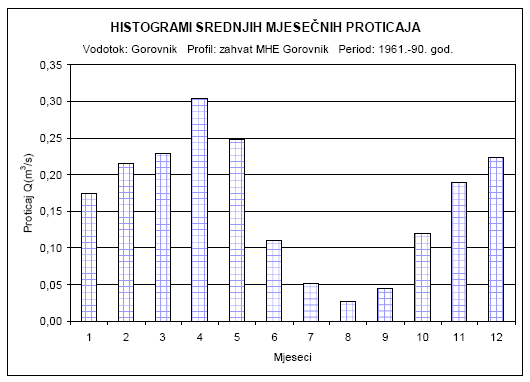 HISTOGRAMI SREDNJIH MJESEČNIH PROTICAJA
Vodotok: Gorovnik Profil: zahvat MHE Gorovnik Period: 1961.-90. god.
Proticaj Q(m³/s)
0,35
0,30
0,25
0,20
0,15
0,10
0,05
0,00
1 2 3 4 5 6 7 8 9 10 11 12
Mjeseci